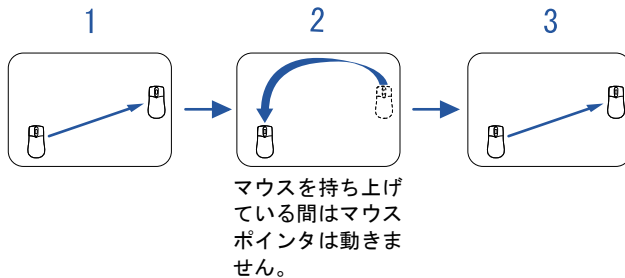 1 2 3
マウスを持ち上げ
ている間はマウス
ポインタは動きま
せん。